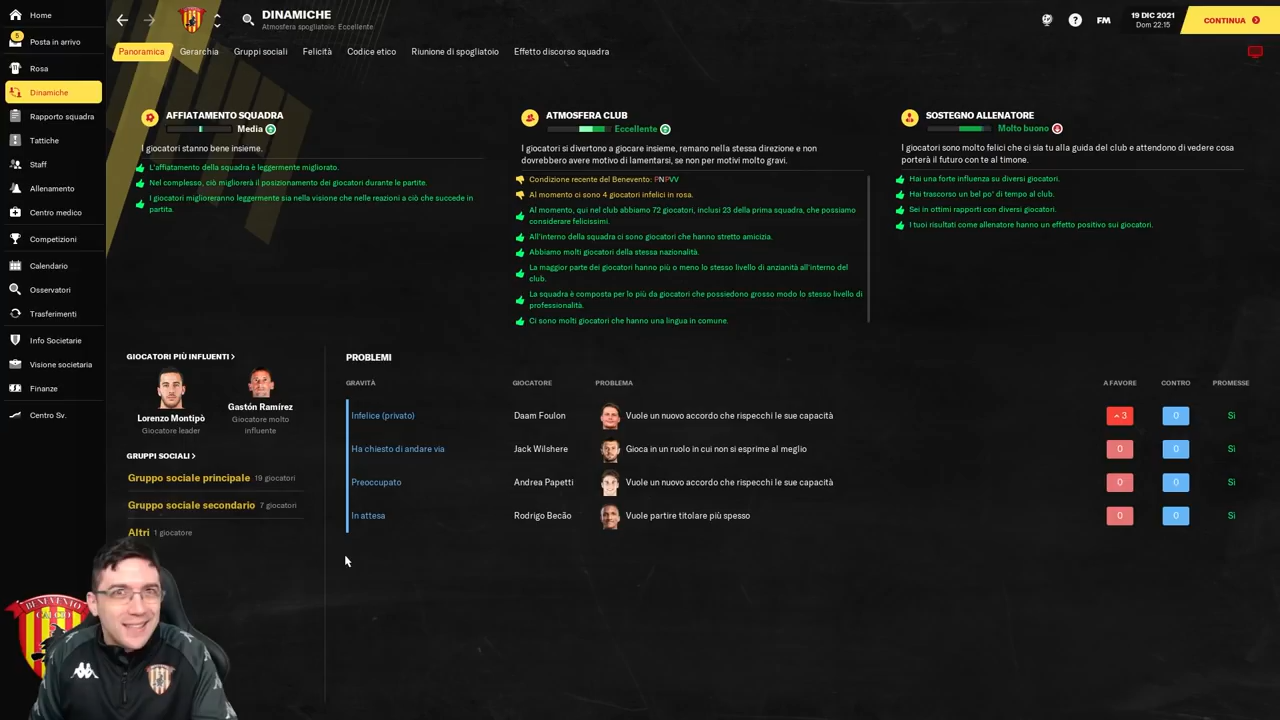 Home
5
Posta in arrivo
Rosa
Dinamiche
Rapporto squadra
Tattiche
Staff
Allenamento
Centro medico
Competizioni
Calendario
Osservatori
Trasferimenti
Info Societarie
Visione societaria
Finanze
Centro Sv.
DINAMICHE
Atmosfera spogliatoio: Eccellente
?
FM
19 DIC 2021
Dom 22:15
CONTINUA
Panoramica
Gerarchia
Gruppi sociali
Felicità
Codice etico
Riunione di spogliatoio
Effetto discorso squadra
AFFIATAMENTO SQUADRA
Media
I giocatori stanno bene insieme.
L'affiatamento della squadra è leggermente migliorato.
Nel complesso, ciò migliorerà il posizionamento dei giocatori durante le partite.
I giocatori miglioreranno leggermente sia nella visione che nelle reazioni a ciò che succede in
partita.
ATMOSFERA CLUB
Eccellente
I giocatori si divertono a giocare insieme, remano nella stessa direzione e non
dovrebbero avere motivo di lamentarsi, se non per motivi molto gravi.
Condizione recente del Benevento: PNPVV
Al momento ci sono 4 giocatori infelici in rosa.
Al momento, qui nel club abbiamo 72 giocatori, inclusi 23 della prima squadra, che possiamo
considerare felicissimi.
All'interno della squadra ci sono giocatori che hanno stretto amicizia.
Abbiamo molti giocatori della stessa nazionalità.
La maggior parte dei giocatori hanno più o meno lo stesso livello di anzianità all'interno del
club.
La squadra è composta per lo più da giocatori che possiedono grosso modo lo stesso livello di
professionalità.
Ci sono molti giocatori che hanno una lingua in comune.
SOSTEGNO ALLENATORE
Molto buono
I giocatori sono molto felici che ci sia tu alla guida del club e attendono di vedere cosa
porterà il futuro con te al timone.
Hai una forte influenza su diversi giocatori.
Hai trascorso un bel po' di tempo al club.
Sei in ottimi rapporti con diversi giocatori.
I tuoi risultati come allenatore hanno un effetto positivo sui giocatori.
GIOCATORI PIÙ INFLUENTI >
Lorenzo Montipò
Giocatore leader
Gastón Ramírez
Giocatore molto
influente
GRUPPI SOCIALI >
Gruppo sociale principale 19 giocatori
Gruppo sociale secondario 7 giocatori
Altri 1 giocatore
PROBLEMI
GRAVITÀ GIOCATORE PROBLEMA A FAVORE CONTRO PROMESSE
Infelice (privato) Daam Foulon Vuole un nuovo accordo che rispecchi le sue capacità 3 0 Sì
Ha chiesto di andare via Jack Wilshere Gioca in un ruolo in cui non si esprime al meglio 0 0 Sì
Preoccupato Andrea Papetti Vuole un nuovo accordo che rispecchi le sue capacità 0 0 Sì
In attesa Rodrigo Becão Vuole partire titolare più spesso 0 0 Sì
BENEVENTO